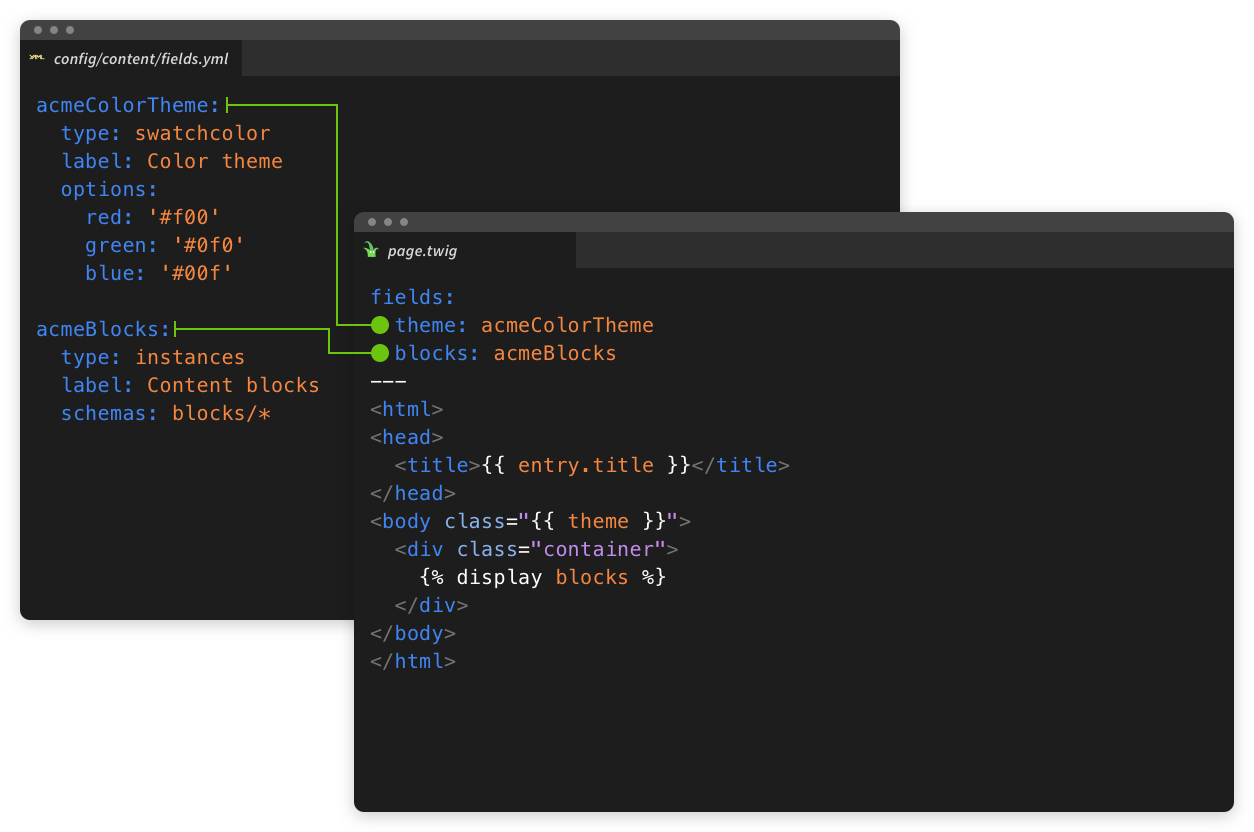 YAML config/content/fields.yml
acmeColorTheme:
  type: swatchcolor
  label: Color theme
  options:
    red: '#f00'
    green: '#0f0'
    blue: '#00f'
acmeBlocks:
  type: instances
  label: Content blocks
  schemas: blocks/*
page.twig
fields:
  theme: acmeColorTheme
  blocks: acmeBlocks
---
<html>
<head>
  <title>{{ entry.title }}</title>
</head>
<body class="{{ theme }}">
  <div class="container">
    {% display blocks %}
  </div>
</body>
</html>